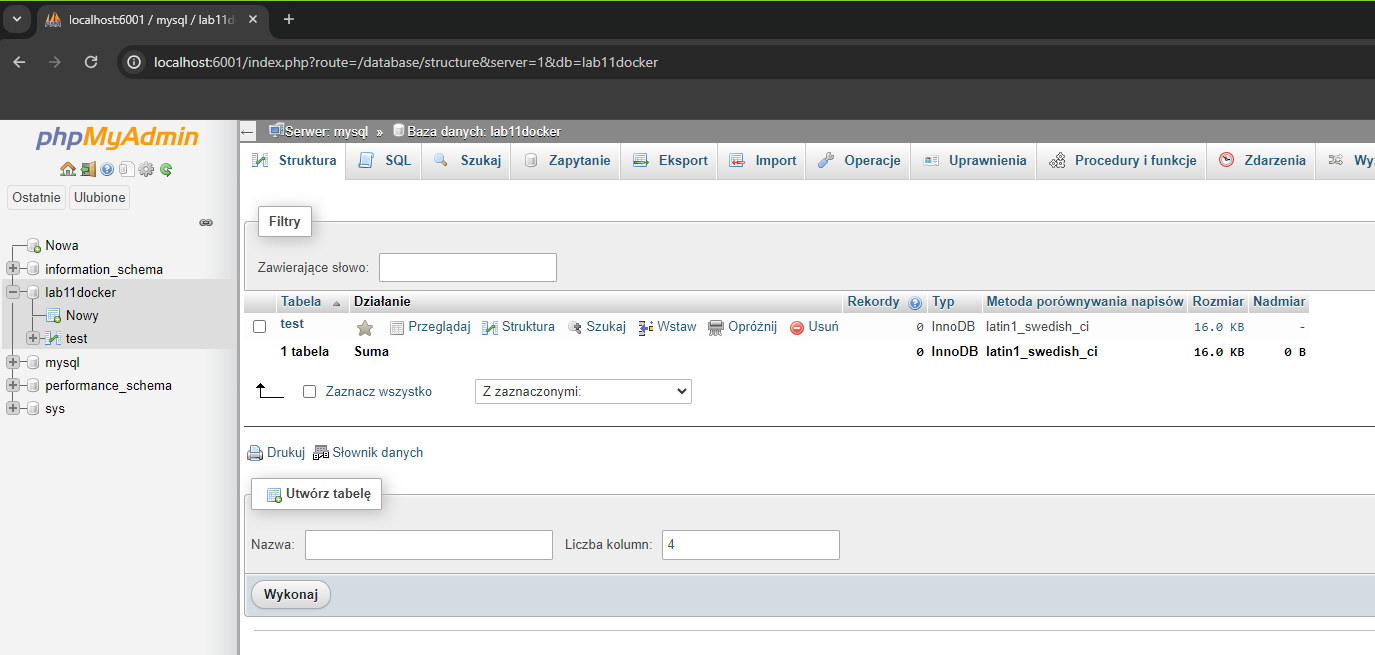 localhost:6001 / mysql / lab11d
localhost:6001/index.php?route=/database/structure&server=1&db=lab11docker
phpMyAdmin
Ostatnie Ulubione
Nowa
information_schema
lab11docker
Nowy
test
mysql
performance_schema
sys
Serwer: mysql » Baza danych: lab11docker
Struktura SQL Szukaj Zapytanie Eksport Import Operacje Uprawnienia Procedury i funkcje Zdarzenia
Filtry
Zawierające słowo:
Tabela Działanie Rekordy Typ Metoda porównywania napisów Rozmiar Nadmiar
test Przeglądaj Struktura Szukaj Wstaw Opróżnij Usuń 0 InnoDB latin1_swedish_ci 16.0 KB -
1 tabela Suma 0 InnoDB latin1_swedish_ci 16.0 KB 0 B
Zaznacz wszystko Z zaznaczonymi:
Drukuj Słownik danych
Utwórz tabelę
Nazwa: Liczba kolumn: 4
Wykonaj